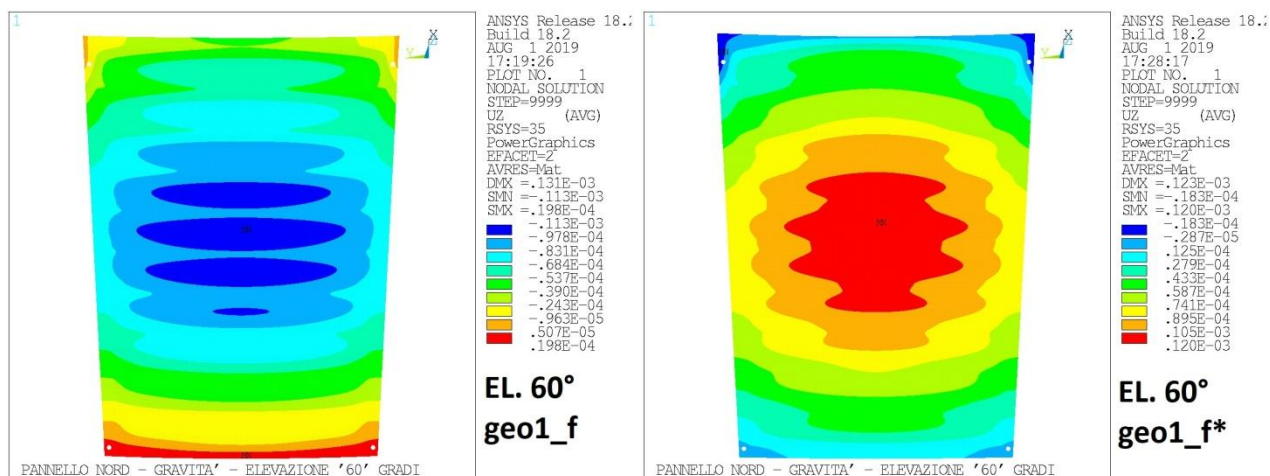 1
ANSYS Release 18.2
Build 18.2
AUG 1 2019
17:19:26
PLOT NO. 1
NODAL SOLUTION
STEP=9999
UZ (AVG)
RSYS=35
PowerGraphics
EFACET=2
AVRES=Mat
DMX =.131E-03
SMN =-.113E-03
SMX =.198E-04
-.113E-03
-.978E-04
-.831E-04
-.684E-04
-.537E-04
-.390E-04
-.243E-04
-.963E-05
.507E-05
.198E-04
X
Y
EL. 60°
geo1_f
PANNELLO NORD - GRAVITA' - ELEVAZIONE '60' GRADI
1
ANSYS Release 18.2
Build 18.2
AUG 1 2019
17:28:17
PLOT NO. 1
NODAL SOLUTION
STEP=9999
UZ (AVG)
RSYS=35
PowerGraphics
EFACET=2
AVRES=Mat
DMX =.123E-03
SMN =-.183E-04
SMX =.120E-03
-.183E-04
-.287E-05
.125E-04
.279E-04
.433E-04
.587E-04
.741E-04
.895E-04
.105E-03
.120E-03
X
Y
MX
EL. 60°
geo1_f*
PANNELLO NORD - GRAVITA' - ELEVAZIONE '60' GRADI